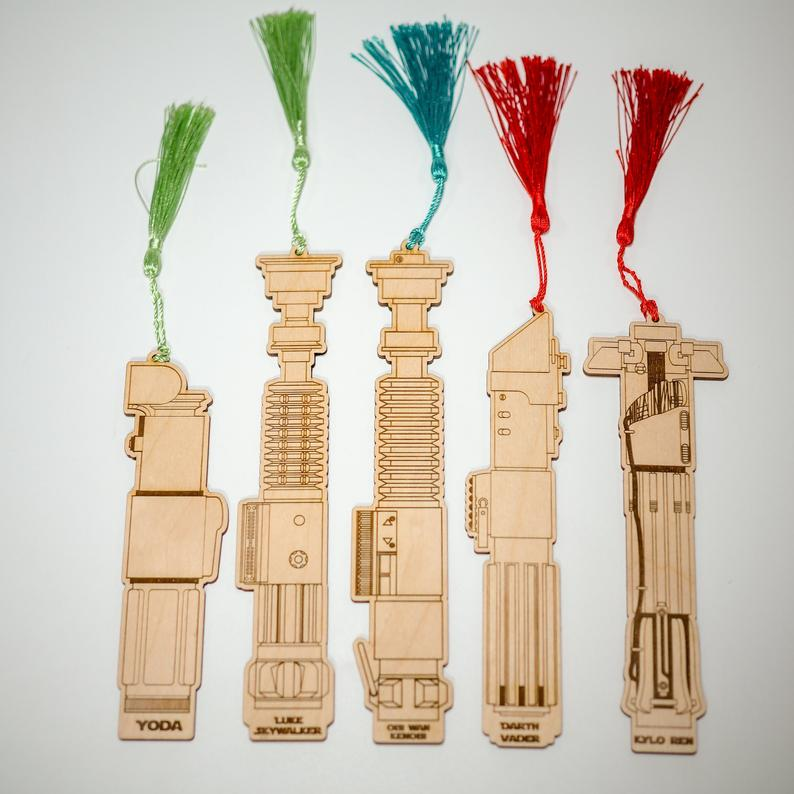 YODA
LUKE
SKYWALKER
OBI WAN
KENOBI
DARTH
VADER
KYLO REN